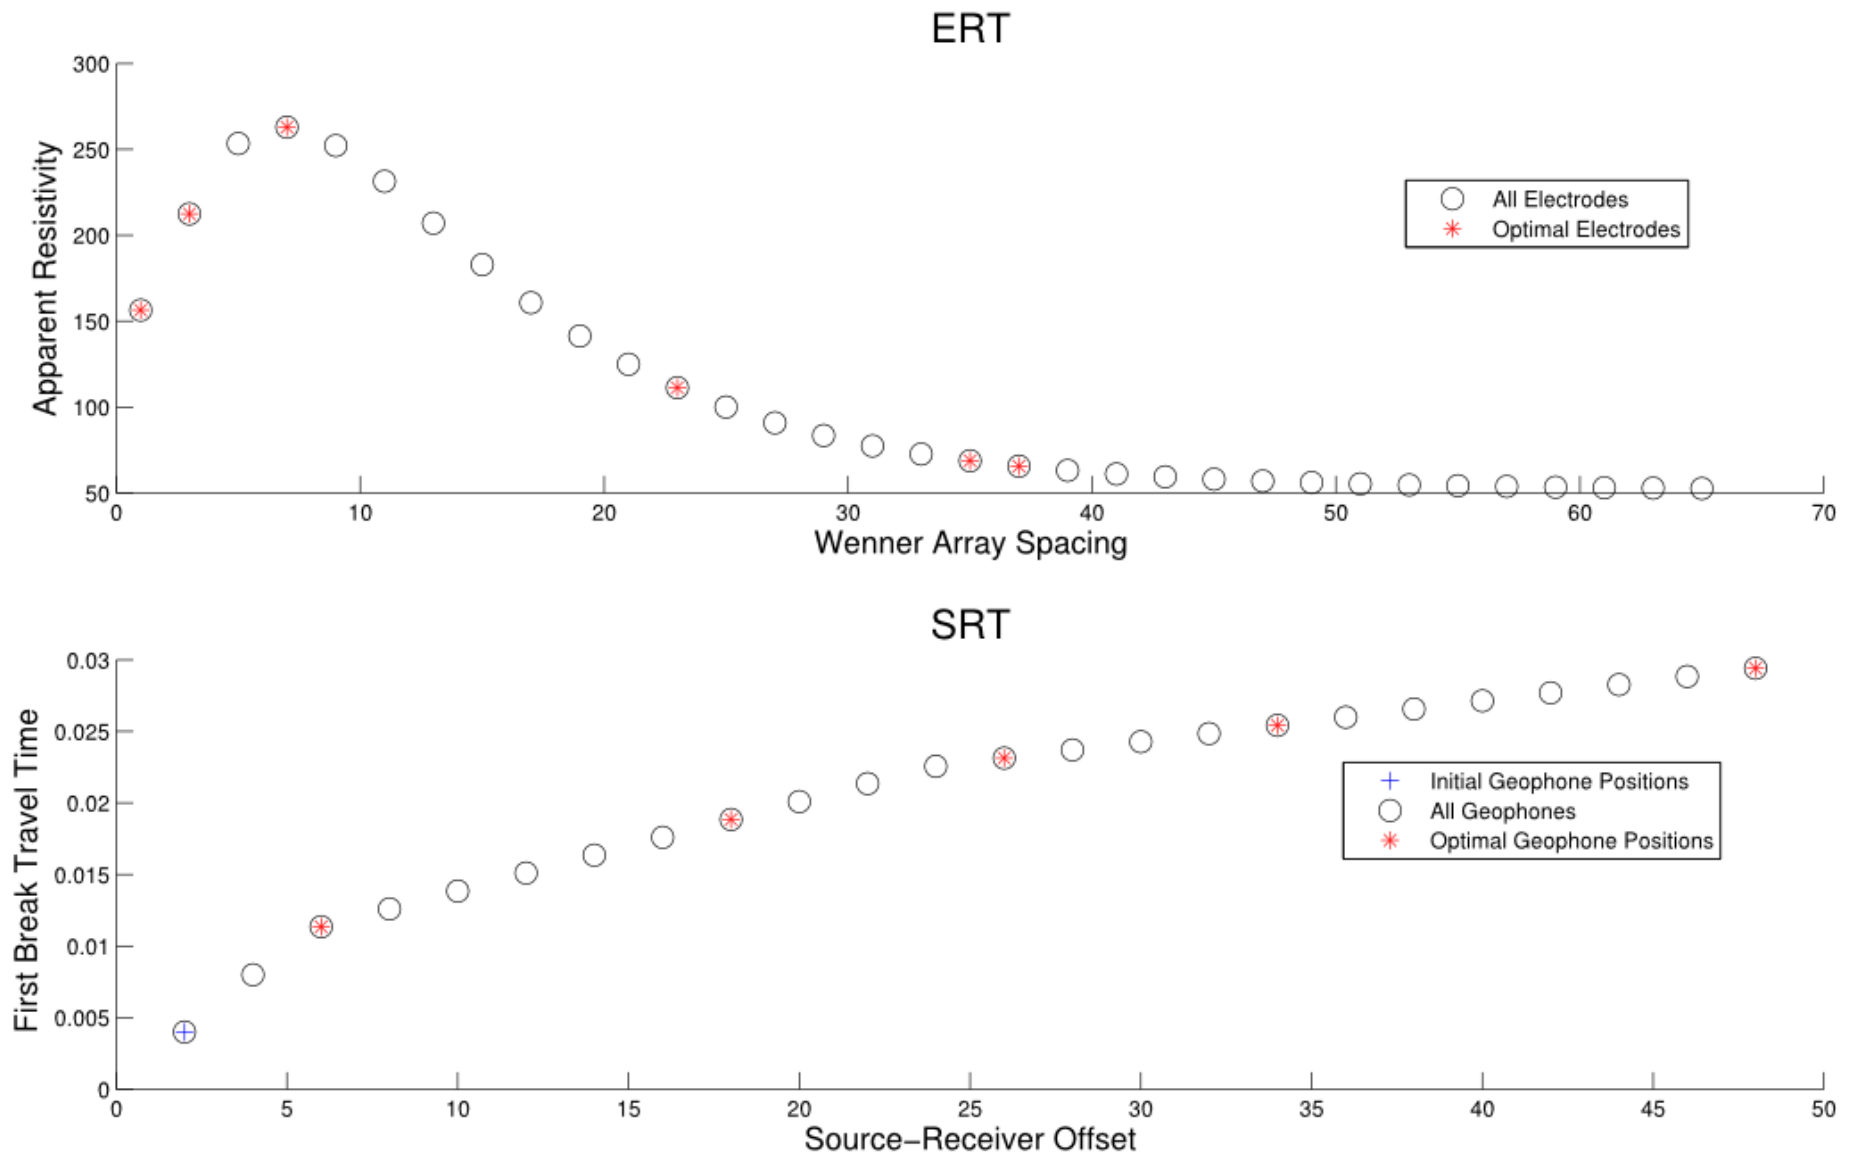 ERT
300
250
200
150
100
50
Apparent Resistivity
All Electrodes
Optimal Electrodes
0 10 20 30 40 50 60 70
Wenner Array Spacing
SRT
0.03
0.025
0.02
0.015
0.01
0.005
0
First Break Travel Time
Initial Geophone Positions
All Geophones
Optimal Geophone Positions
0 5 10 15 20 25 30 35 40 45 50
Source−Receiver Offset